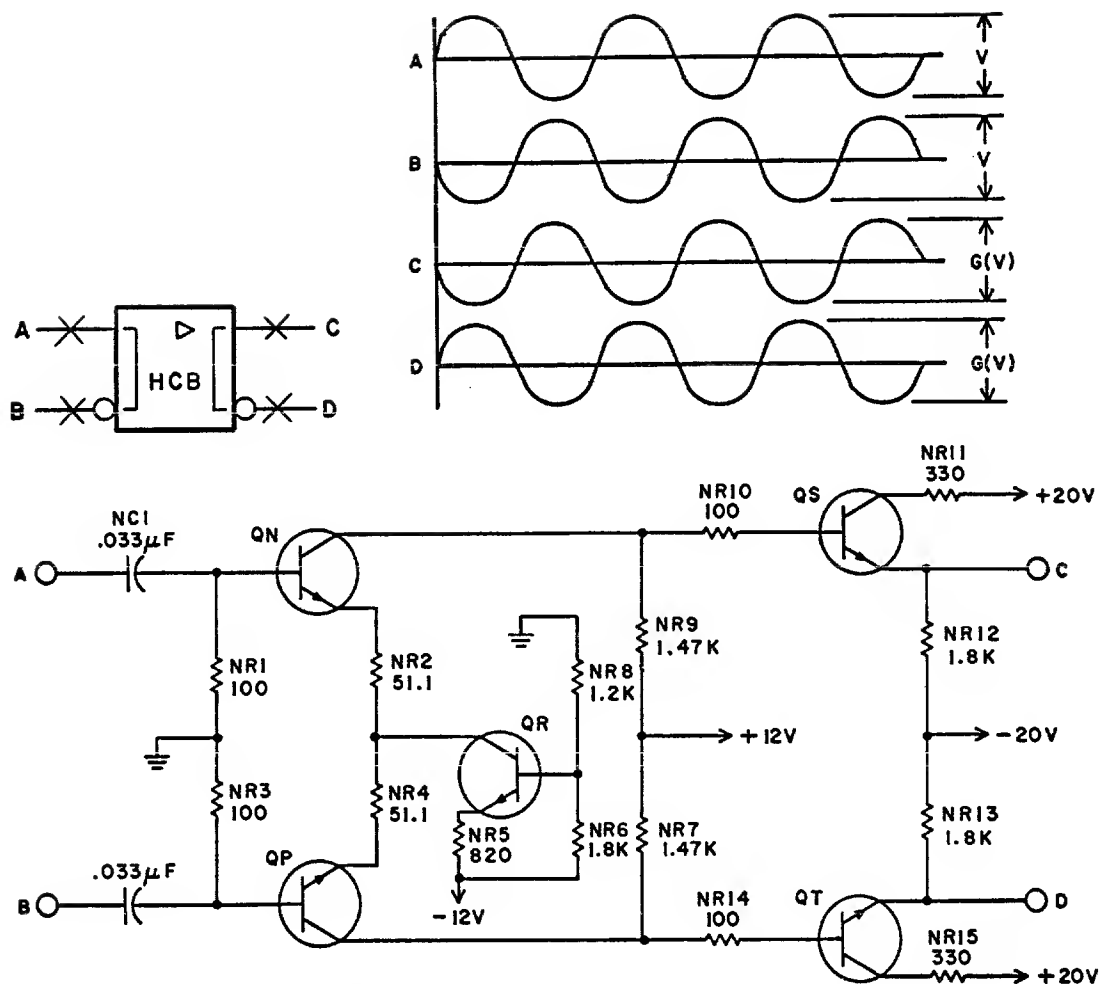 A
V
B
V
C
G(V)
D
G(V)
A
C
HCB
B
D
NR11
330
+20V
NR10
100
QS
NC1
.033μF
QN
A
C
NR9
1.47K
NR12
1.8K
NR1
100
NR2
51.1
NR8
1.2K
QR
+12V
-20V
NR3
100
NR4
51.1
NR5
820
NR6
1.8K
NR7
1.47K
NR13
1.8K
.033μF
QP
B
-12V
NR14
100
QT
D
NR15
330
+20V